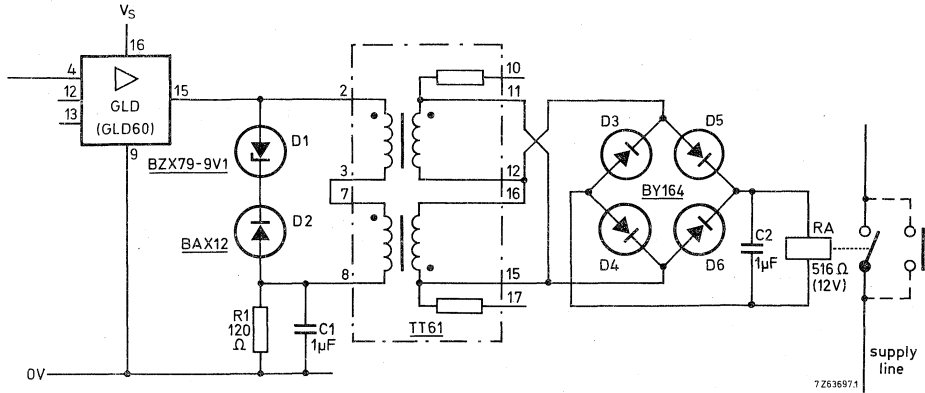 VS
16
4
12
13
GLD
(GLD60)
15
9
D1
BZX79-9V1
D2
BAX12
R1
120
Ω
C1
1µF
0V
2
3
7
8
10
11
12
16
15
17
TT61
D3
D5
BY164
D4
D6
C2
1µF
RA
516 Ω
(12V)
supply
line
7Z63697.1